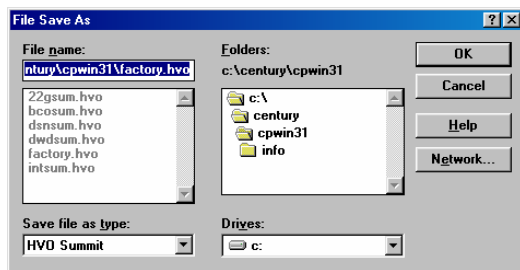 File Save As
File name:
ntury\cpwin31\factory.hvo
22gsum.hvo
bcosum.hvo
dsnsum.hvo
dwdsum.hvo
factory.hvo
intsum.hvo
Save file as type:
HVO Summit
Folders:
c:\century\cpwin31
c:\
century
cpwin31
info
Drives:
c:
OK
Cancel
Help
Network...